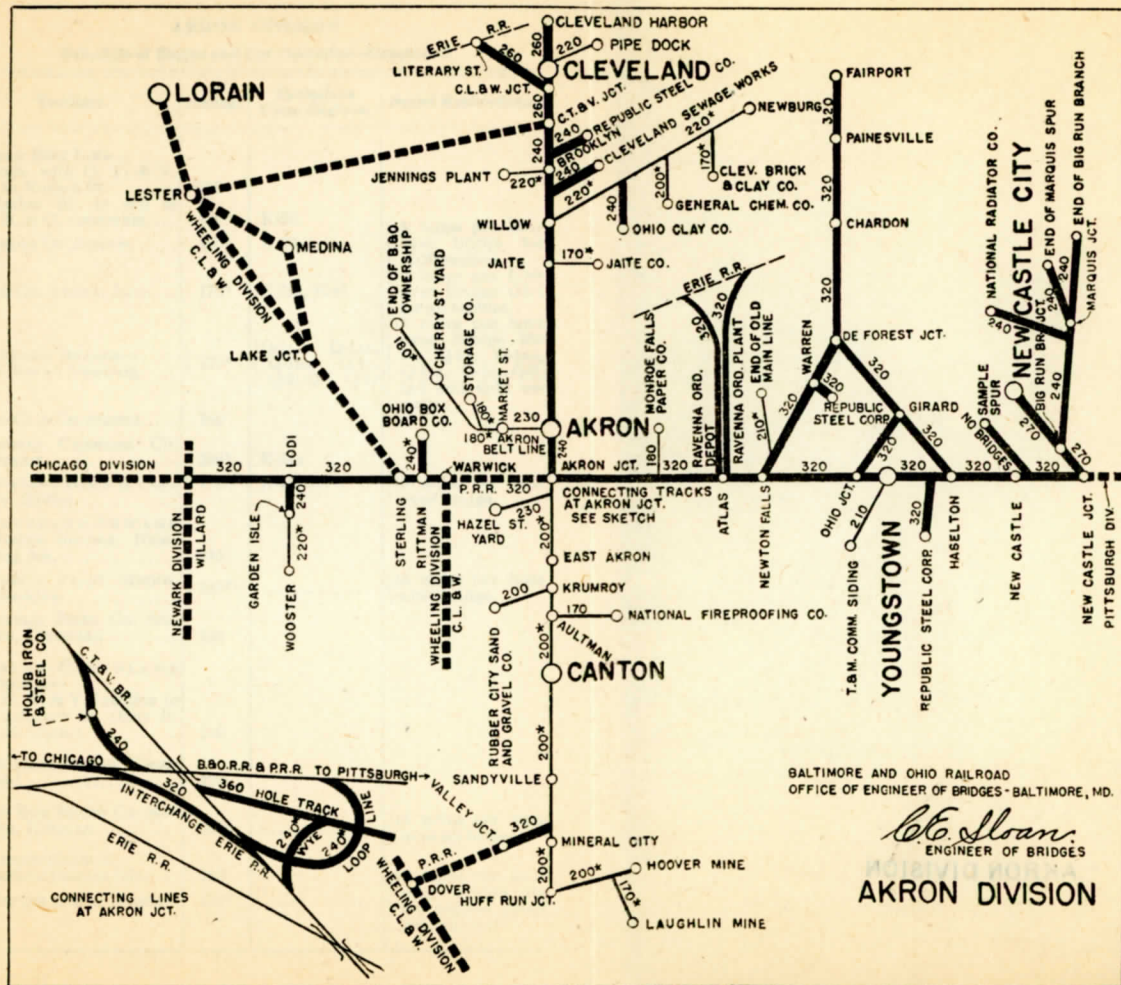 CLEVELAND HARBOR
ERIE R.R.
260
260
220
PIPE DOCK
LITERARY ST.
CLEVELAND
C.L.& W. JCT.
260
C.T.& V. JCT.
LORAIN
240
REPUBLIC STEEL CO.
240
BROOKLYN
240
CLEVELAND SEWAGE WORKS
NEWBURG
220*
JENNINGS PLANT
220*
220*
170*
CLEV. BRICK
& CLAY CO.
200*
GENERAL CHEM. CO.
240
OHIO CLAY CO.
WILLOW
LESTER
WHEELING DIVISION
C.L.& W.
MEDINA
LAKE JCT.
JAITE
170*
JAITE CO.
END OF B.&O.
OWNERSHIP
180*
CHERRY ST. YARD
STORAGE CO.
180*
MARKET ST.
230
180*
AKRON
BELT LINE
AKRON
240
OHIO BOX
BOARD CO.
240*
FAIRPORT
320
PAINESVILLE
320
CHARDON
320
DE FOREST JCT.
ERIE R.R.
320
320
MONROE FALLS
PAPER CO.
180
RAVENNA ORD.
DEPOT
RAVENNA ORD. PLANT
END OF OLD
MAIN LINE
210*
WARREN
320
320
REPUBLIC
STEEL CORP.
320
GIRARD
320
320
NATIONAL RADIATOR CO.
240
NEW CASTLE CITY
END OF MARQUIS SPUR
240
END OF BIG RUN BRANCH
240
MARQUIS JCT.
BIG RUN BR. JCT.
240
270
270
SAMPLE
SPUR
NO BRIDGES
CHICAGO DIVISION
320
LODI
320
WARWICK
P.R.R. 320
AKRON JCT.
320
320
320
320
320
NEWARK DIVISION
WILLARD
GARDEN ISLE
240
220*
WOOSTER
STERLING
RITTMAN
WHEELING DIVISION
C.L.& W.
230
HAZEL ST.
YARD
CONNECTING TRACKS
AT AKRON JCT.
SEE SKETCH
200*
EAST AKRON
KRUMROY
200
RUBBER CITY SAND
AND GRAVEL CO.
170
NATIONAL FIREPROOFING CO.
AULTMAN
200*
CANTON
200*
SANDYVILLE
VALLEY JCT.
320
MINERAL CITY
P.R.R.
DOVER
WHEELING DIVISION
C.L.& W.
200*
HUFF RUN JCT.
200*
HOOVER MINE
170*
LAUGHLIN MINE
ATLAS
NEWTON FALLS
OHIO JCT.
210
T.& M. COMM. SIDING
YOUNGSTOWN
320
REPUBLIC STEEL CORP.
HASELTON
NEW CASTLE
NEW CASTLE JCT.
PITTSBURGH DIV.
HOLUB IRON
& STEEL CO.
C.T.& V. BR.
240
TO CHICAGO
B.&O.R.R. & P.R.R. TO PITTSBURGH
320
360 HOLE TRACK
INTERCHANGE
ERIE R.R.
240*
WYE
240*
LOOP LINE
ERIE R.R.
CONNECTING LINES
AT AKRON JCT.
BALTIMORE AND OHIO RAILROAD
OFFICE OF ENGINEER OF BRIDGES-BALTIMORE, MD.
C.E. Sloan.
ENGINEER OF BRIDGES
AKRON DIVISION